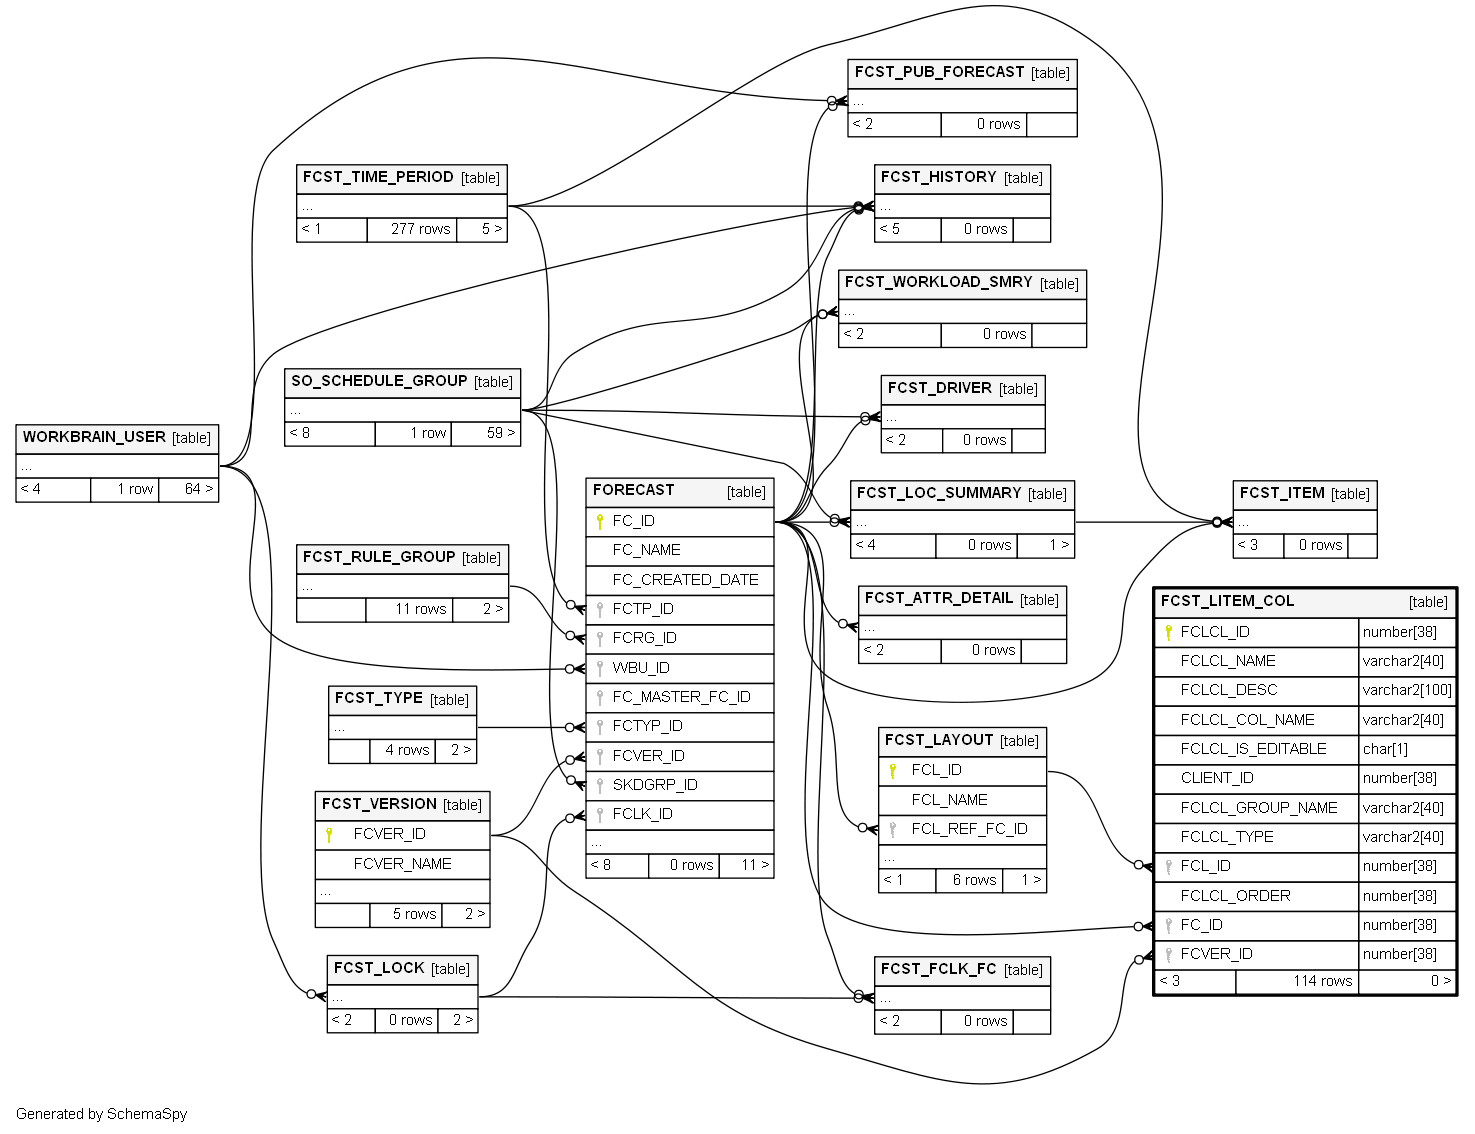 FCST_PUB_FORECAST [table]
...
< 2 0 rows
FCST_TIME_PERIOD [table]
...
< 1 277 rows 5 >
FCST_HISTORY [table]
...
< 5 0 rows
FCST_WORKLOAD_SMRY [table]
...
< 2 0 rows
SO_SCHEDULE_GROUP [table]
...
< 8 1 row 59 >
FCST_DRIVER [table]
...
< 2 0 rows
WORKBRAIN_USER [table]
...
< 4 1 row 64 >
FORECAST [table]
FC_ID
FC_NAME
FC_CREATED_DATE
FCTP_ID
FCRG_ID
WBU_ID
FC_MASTER_FC_ID
FCTYP_ID
FCVER_ID
SKDGRP_ID
FCLK_ID
...
< 8 0 rows 11 >
FCST_LOC_SUMMARY [table]
...
< 4 0 rows 1 >
FCST_ITEM [table]
...
< 3 0 rows
FCST_RULE_GROUP [table]
...
11 rows 2 >
FCST_ATTR_DETAIL [table]
...
< 2 0 rows
FCST_LITEM_COL [table]
FCLCL_ID number[38]
FCLCL_NAME varchar2[40]
FCLCL_DESC varchar2[100]
FCLCL_COL_NAME varchar2[40]
FCLCL_IS_EDITABLE char[1]
CLIENT_ID number[38]
FCLCL_GROUP_NAME varchar2[40]
FCLCL_TYPE varchar2[40]
FCL_ID number[38]
FCLCL_ORDER number[38]
FC_ID number[38]
FCVER_ID number[38]
< 3 114 rows 0 >
FCST_TYPE [table]
...
4 rows 2 >
FCST_LAYOUT [table]
FCL_ID
FCL_NAME
FCL_REF_FC_ID
...
< 1 6 rows 1 >
FCST_VERSION [table]
FCVER_ID
FCVER_NAME
...
5 rows 2 >
FCST_LOCK [table]
...
< 2 0 rows 2 >
FCST_FCLK_FC [table]
...
< 2 0 rows
Generated by SchemaSpy